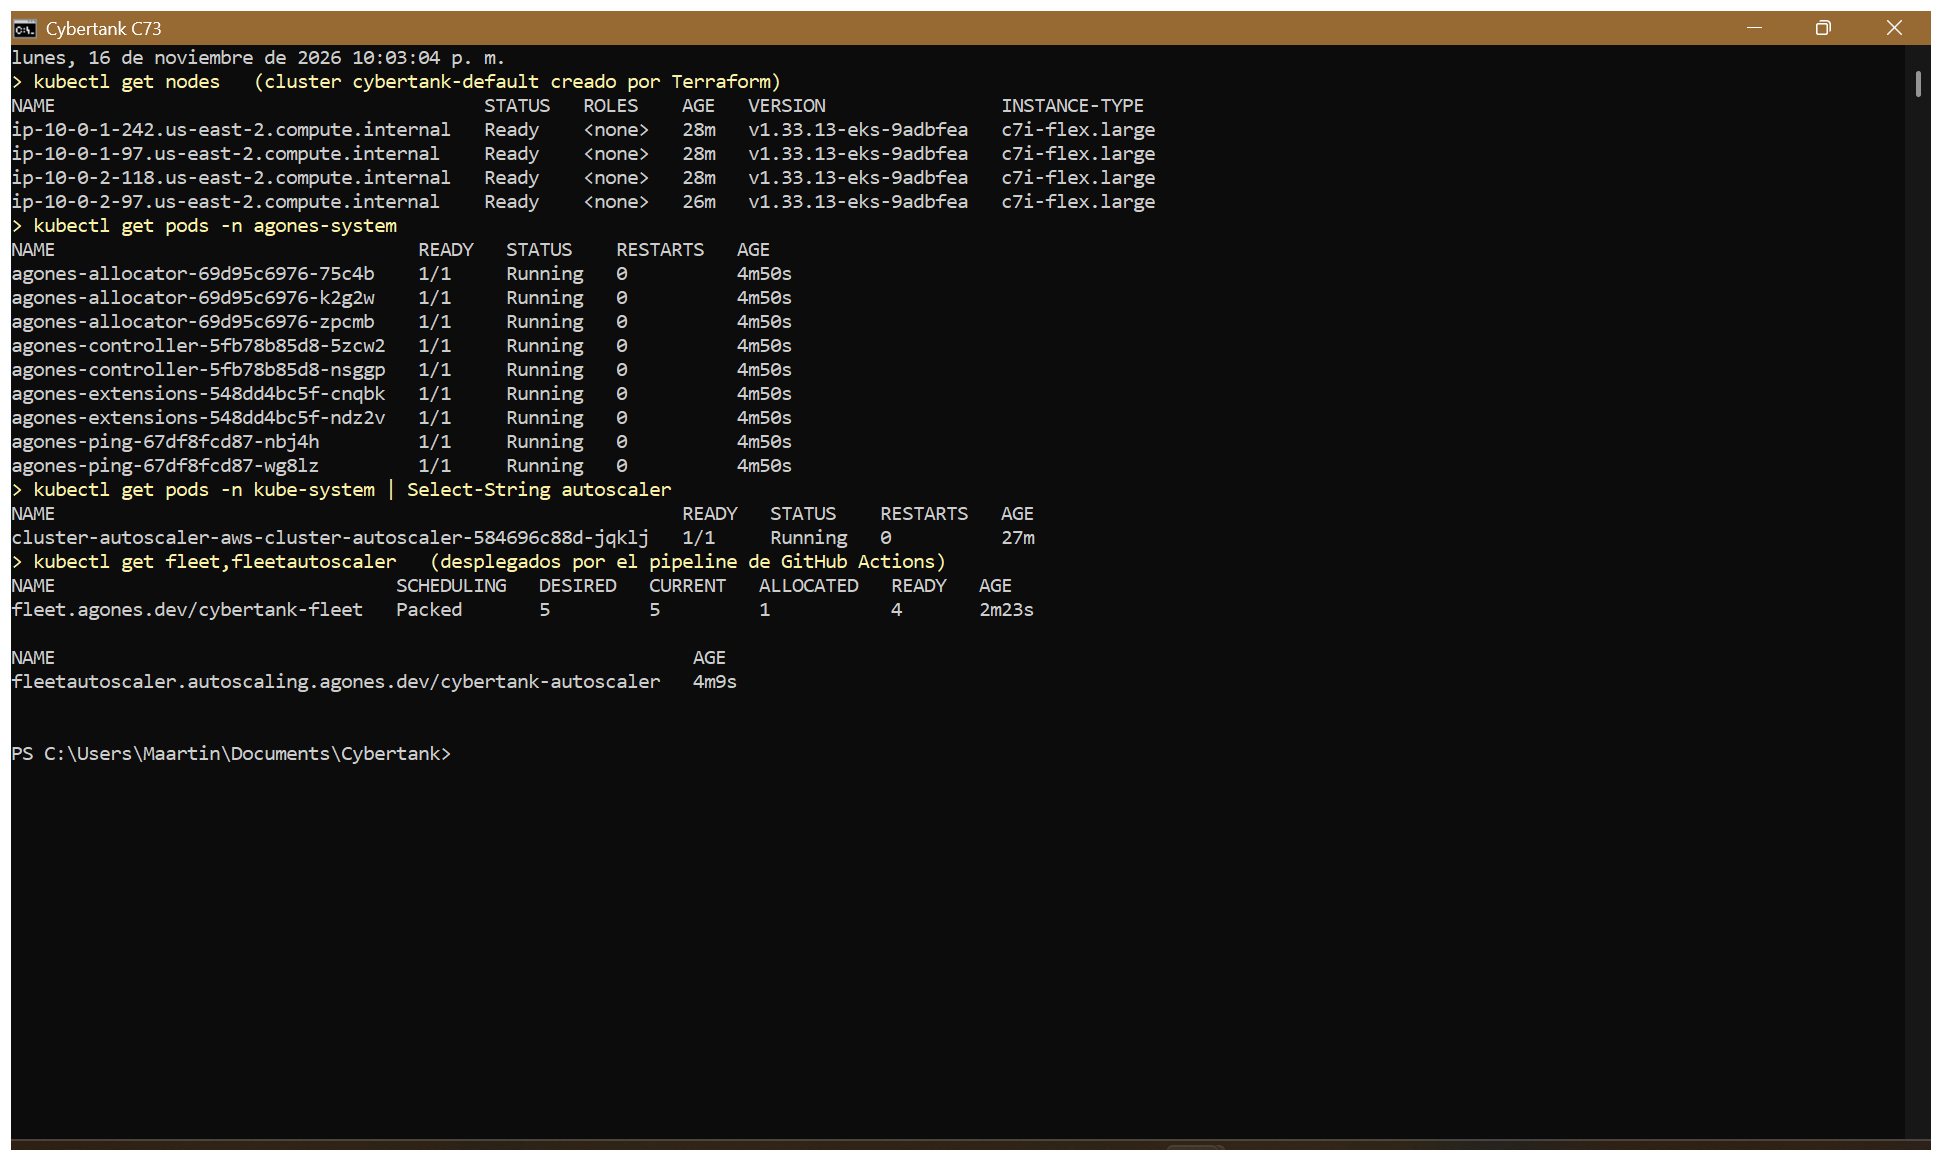 Cybertank C73
lunes, 16 de noviembre de 2026 10:03:04 p. m.
> kubectl get nodes   (cluster cybertank-default creado por Terraform)
NAME                                       STATUS   ROLES    AGE   VERSION                INSTANCE-TYPE
ip-10-0-1-242.us-east-2.compute.internal   Ready    <none>   28m   v1.33.13-eks-9adbfea   c7i-flex.large
ip-10-0-1-97.us-east-2.compute.internal    Ready    <none>   28m   v1.33.13-eks-9adbfea   c7i-flex.large
ip-10-0-2-118.us-east-2.compute.internal   Ready    <none>   28m   v1.33.13-eks-9adbfea   c7i-flex.large
ip-10-0-2-97.us-east-2.compute.internal    Ready    <none>   26m   v1.33.13-eks-9adbfea   c7i-flex.large
> kubectl get pods -n agones-system
NAME                                 READY   STATUS    RESTARTS   AGE
agones-allocator-69d95c6976-75c4b    1/1     Running   0          4m50s
agones-allocator-69d95c6976-k2g2w    1/1     Running   0          4m50s
agones-allocator-69d95c6976-zpcmb    1/1     Running   0          4m50s
agones-controller-5fb78b85d8-5zcw2   1/1     Running   0          4m50s
agones-controller-5fb78b85d8-nsggp   1/1     Running   0          4m50s
agones-extensions-548dd4bc5f-cnqbk   1/1     Running   0          4m50s
agones-extensions-548dd4bc5f-ndz2v   1/1     Running   0          4m50s
agones-ping-67df8fcd87-nbj4h         1/1     Running   0          4m50s
agones-ping-67df8fcd87-wg8lz         1/1     Running   0          4m50s
> kubectl get pods -n kube-system | Select-String autoscaler
NAME                                                         READY   STATUS    RESTARTS   AGE
cluster-autoscaler-aws-cluster-autoscaler-584696c88d-jqklj   1/1     Running   0          27m
> kubectl get fleet,fleetautoscaler   (desplegados por el pipeline de GitHub Actions)
NAME                               SCHEDULING   DESIRED   CURRENT   ALLOCATED   READY   AGE
fleet.agones.dev/cybertank-fleet   Packed       5         5         1           4       2m23s
NAME                                                          AGE
fleetautoscaler.autoscaling.agones.dev/cybertank-autoscaler   4m9s
PS C:\Users\Maartin\Documents\Cybertank>